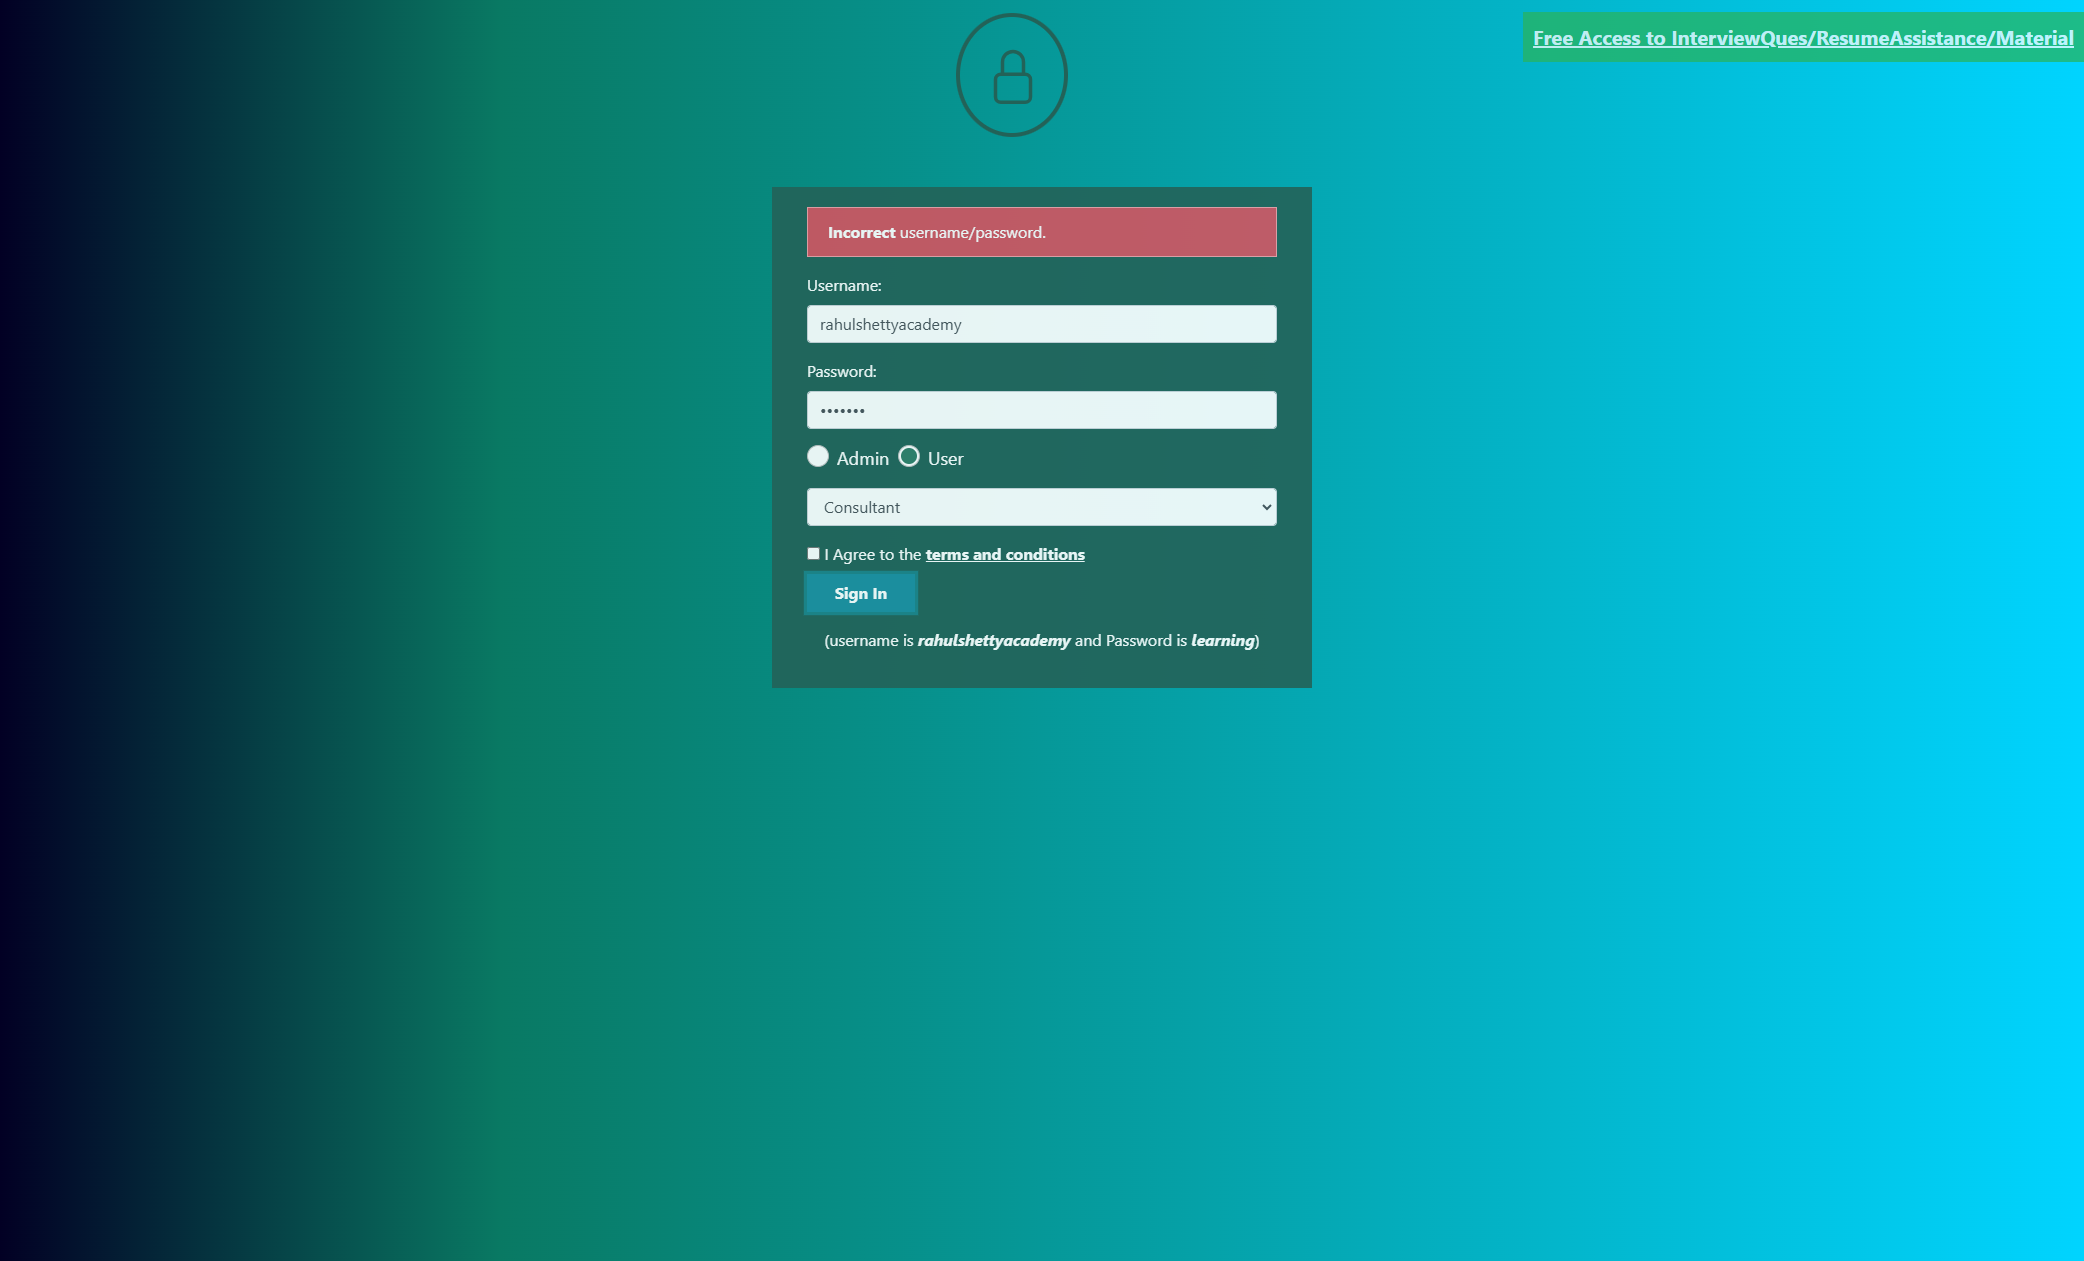 Free Access to InterviewQues/ResumeAssistance/Material
Incorrect username/password.
Username:
rahulshettyacademy
Password:
•••••••
Admin User
Consultant
I Agree to the terms and conditions
Sign In
(username is rahulshettyacademy and Password is learning)